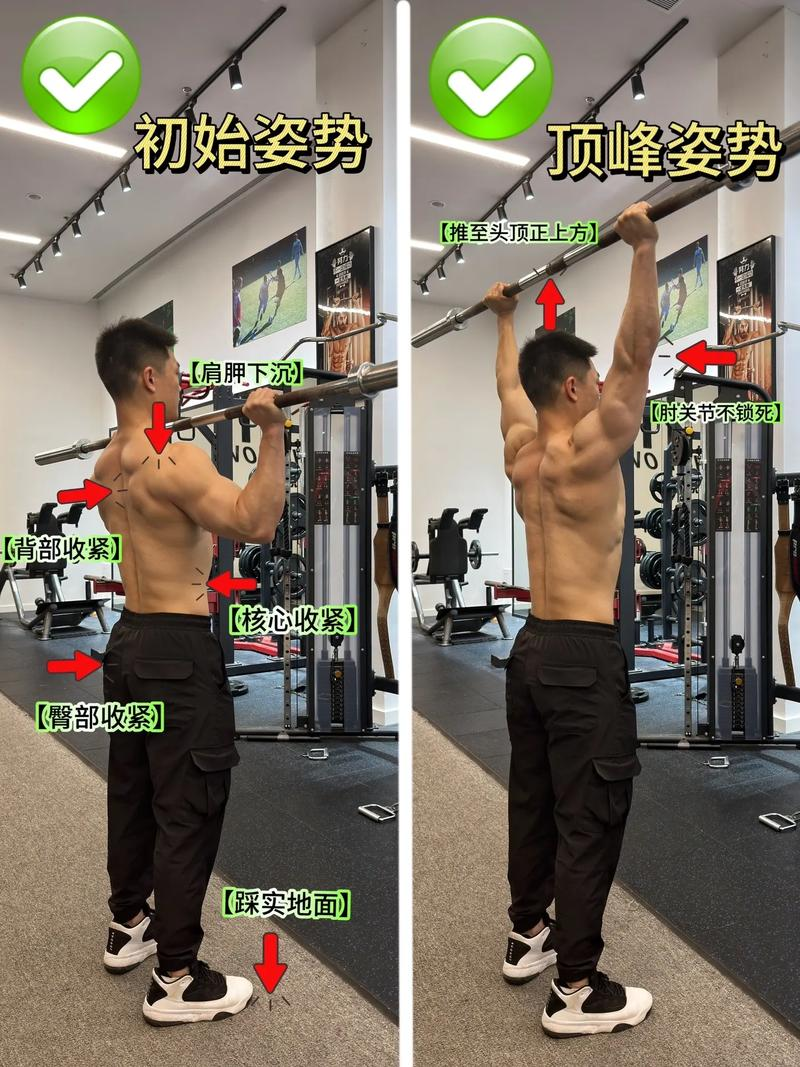 初始姿势
顶峰姿势
【推至头顶正上方】
【肩胛下沉】
【肘关节不锁死】
【背部收紧】
【核心收紧】
【臀部收紧】
【踩实地面】
努力